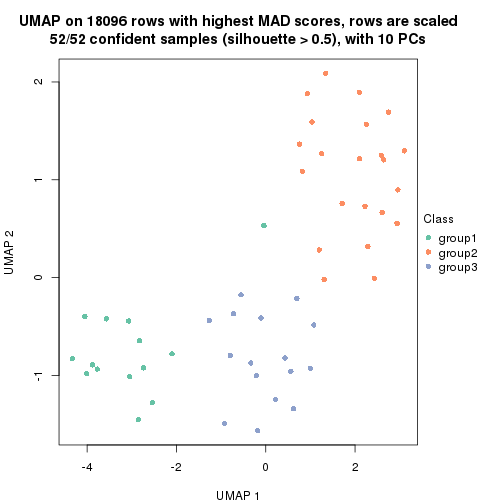 UMAP on 18096 rows with highest MAD scores, rows are scaled
52/52 confident samples (silhouette > 0.5), with 10 PCs
2
1
0
-1
UMAP 2
-4
-2
0
2
UMAP 1
Class
group1
group2
group3